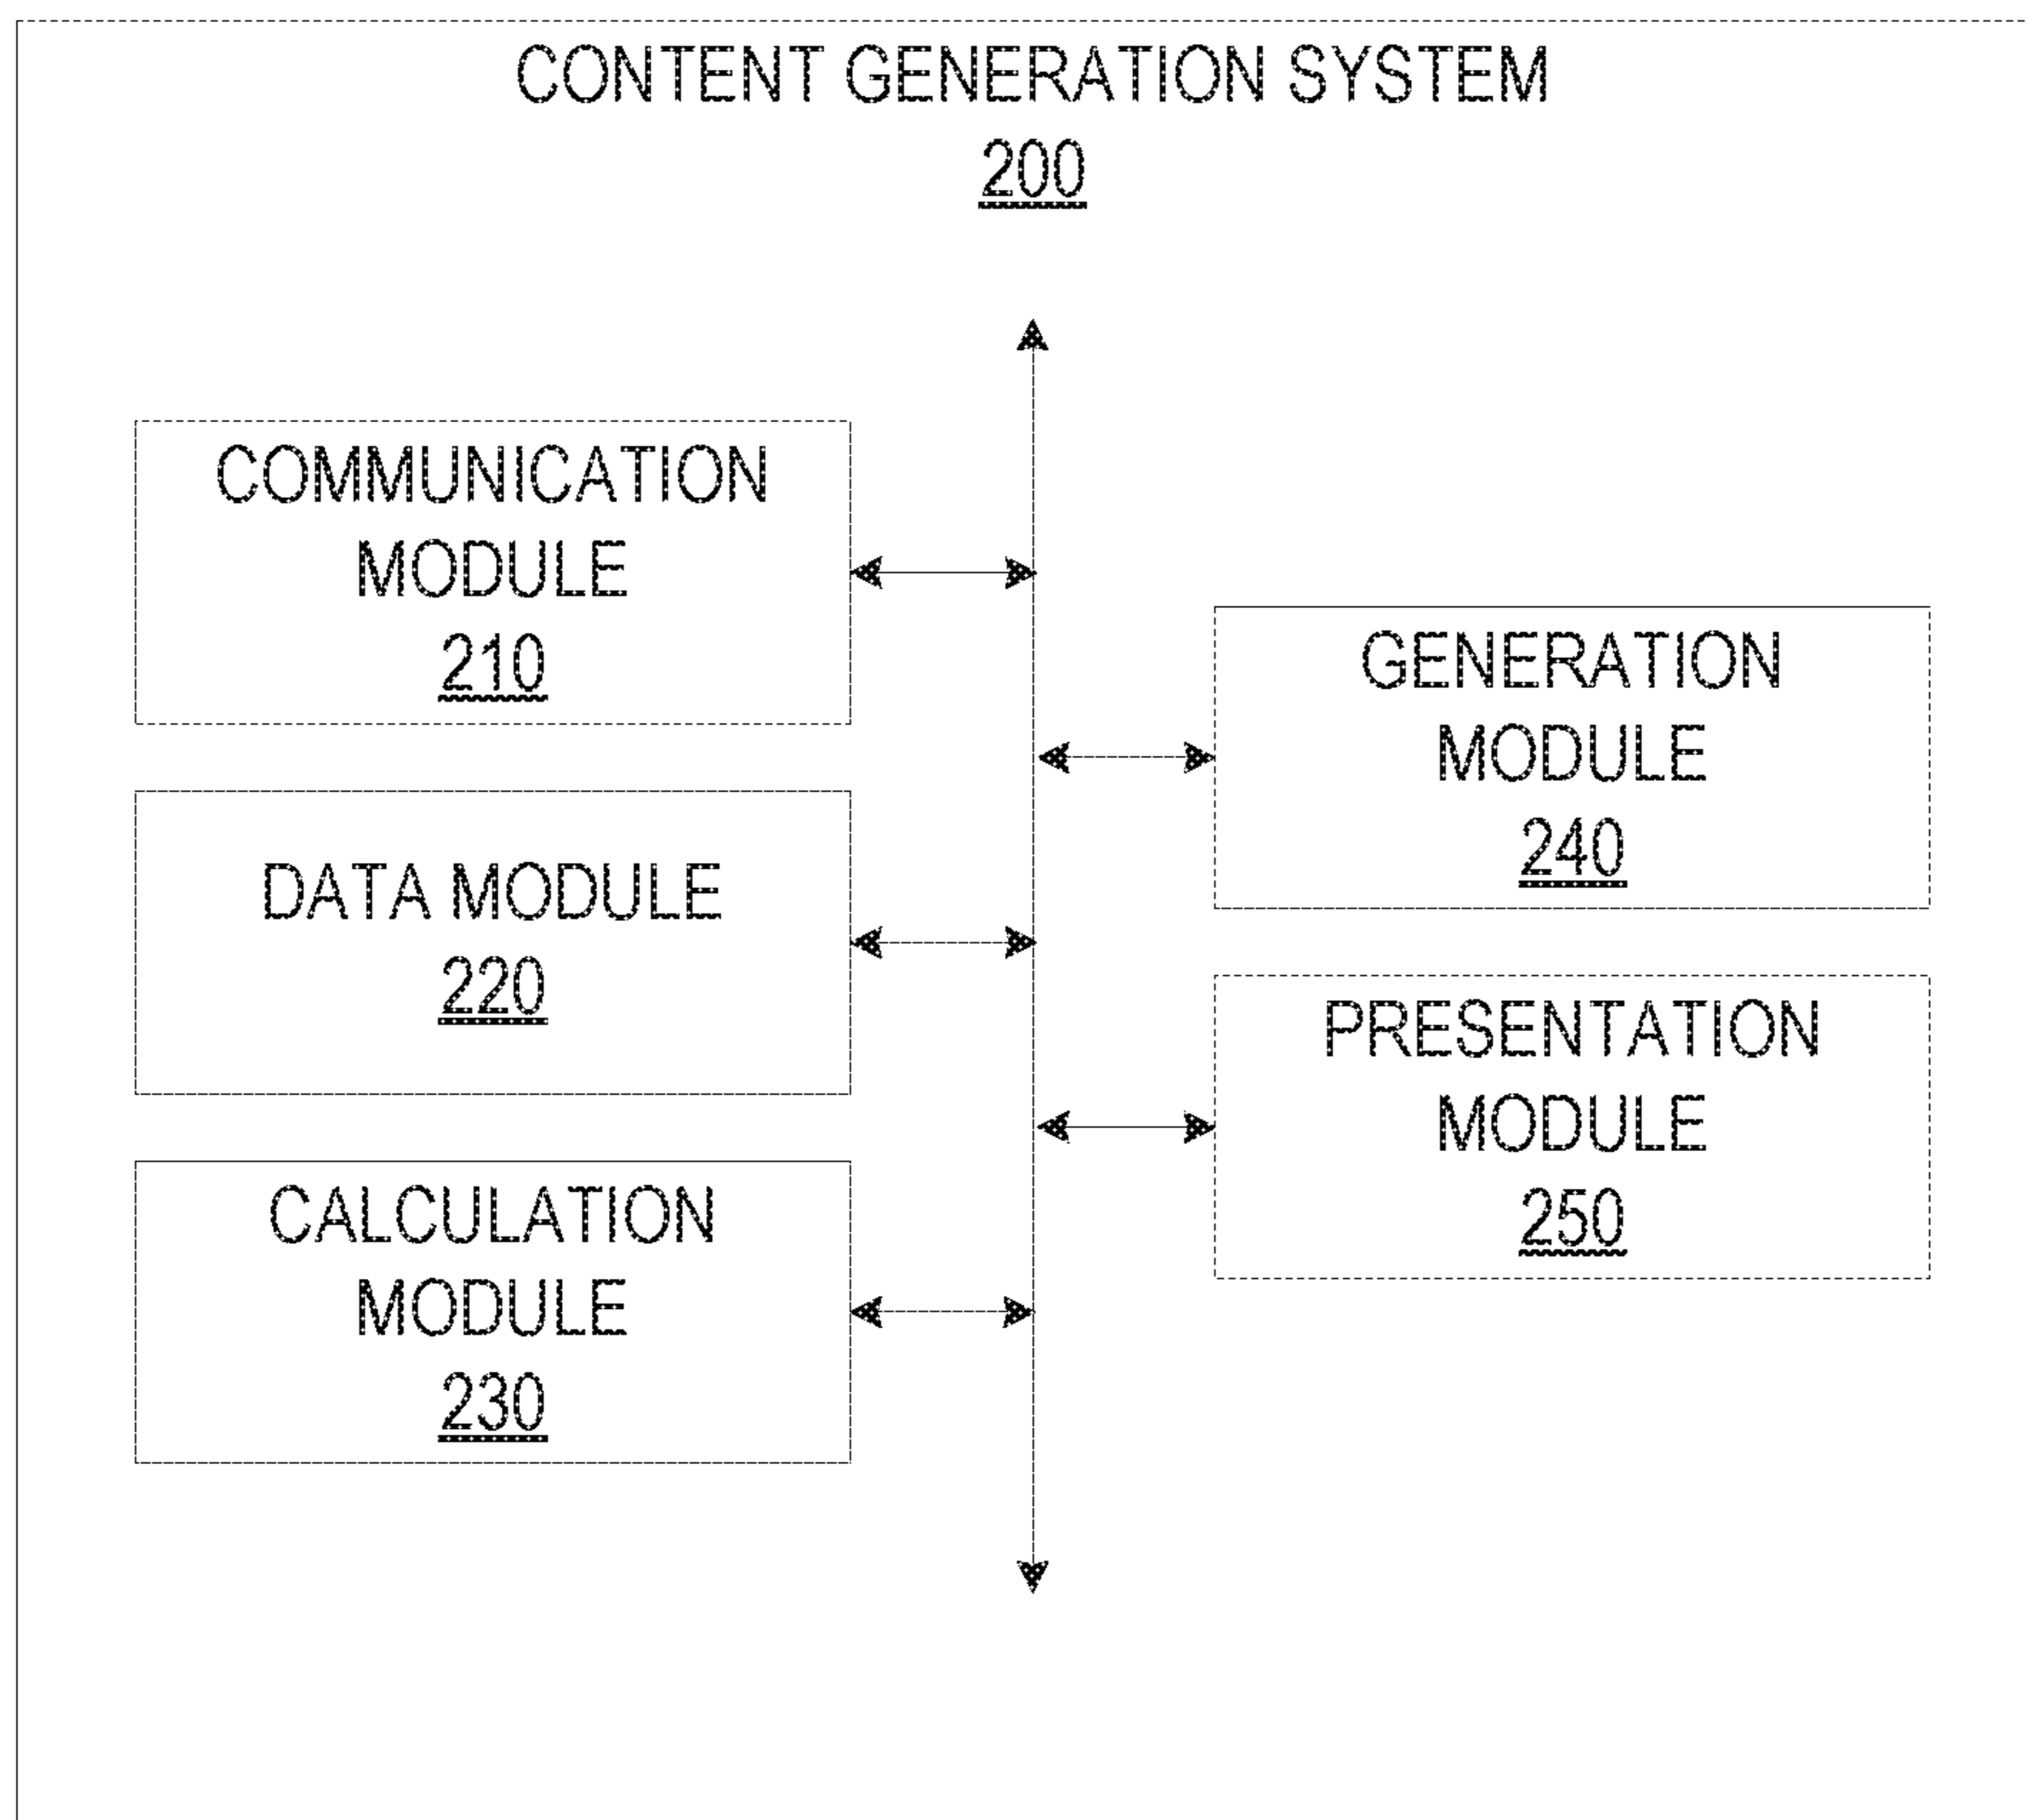 CONTENT GENERATION SYSTEM
200
COMMUNICATION
MODULE
210
DATA MODULE
220
CALCULATION
MODULE
230
GENERATION
MODULE
240
PRESENTATION
MODULE
250